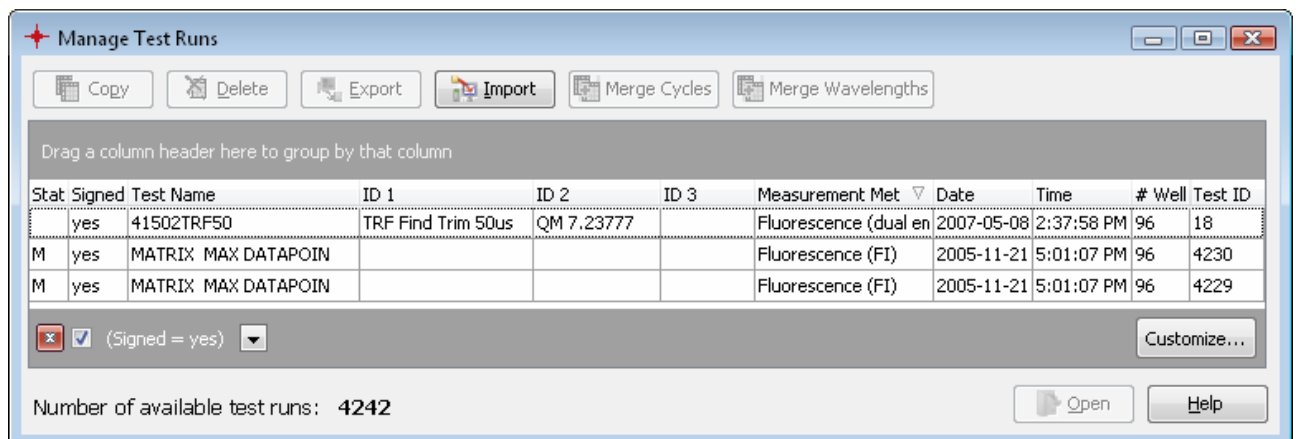 Manage Test Runs
Copy Delete Export Import Merge Cycles Merge Wavelengths
Drag a column header here to group by that column
Stat Signed Test Name ID 1 ID 2 ID 3 Measurement Met Date Time # Well Test ID
yes 41502TRF50 TRF Find Trim 50us QM 7.23777 Fluorescence (dual en 2007-05-08 2:37:58 PM 96 18
M yes MATRIX MAX DATAPOIN Fluorescence (FI) 2005-11-21 5:01:07 PM 96 4230
M yes MATRIX MAX DATAPOIN Fluorescence (FI) 2005-11-21 5:01:07 PM 96 4229
(Signed = yes) Customize...
Number of available test runs: 4242 Open Help